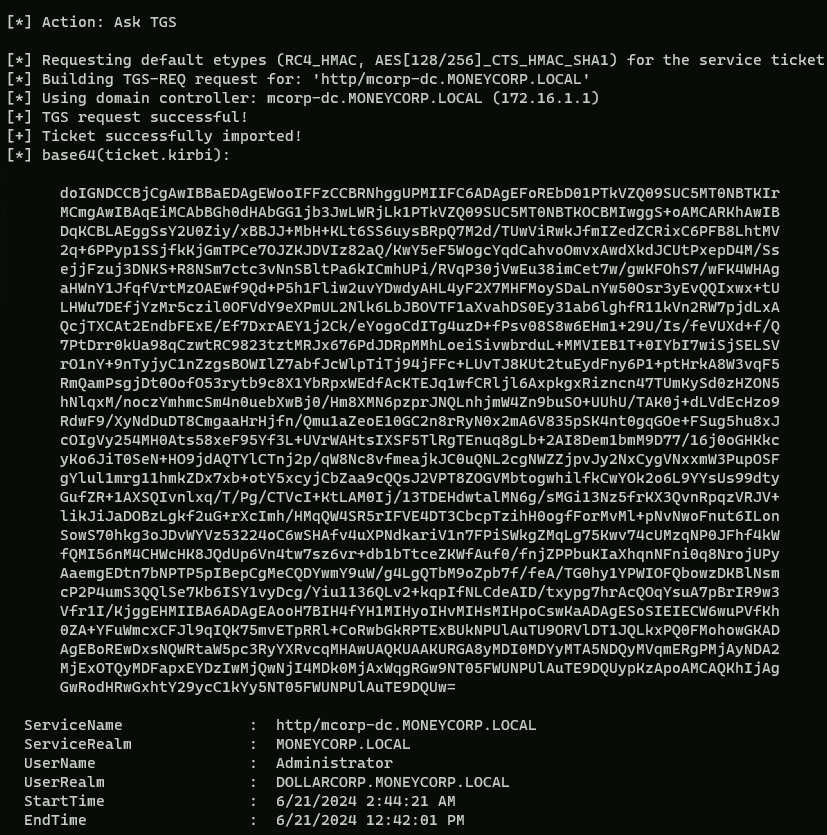 [*] Action: Ask TGS
[*] Requesting default etypes (RC4_HMAC, AES[128/256]_CTS_HMAC_SHA1) for the service ticket
[*] Building TGS-REQ request for: 'http/mcorp-dc.MONEYCORP.LOCAL'
[*] Using domain controller: mcorp-dc.MONEYCORP.LOCAL (172.16.1.1)
[+] TGS request successful!
[+] Ticket successfully imported!
[*] base64(ticket.kirbi):
doIGNDCCBjCgAwIBBaEDAgEWooIFFzCCBRNhggUPMIIFC6ADAgEFoREbD01PTkVZQ09SUC5MT0NBTKIr
MCmgAwIBAqEiMCAbBGh0dHAbGG1jb3JwLWRjLk1PTkVZQ09SUC5MT0NBTKOCBMIwggS+oAMCARKhAwIB
DqKCBLAEggSsY2U0Ziy/xBBJJ+MbH+KLt6SS6uysBRpQ7M2d/TUwViRwkJfmIZedZCRixC6PFB8LhtMV
2q+6PPyp1SSjfkKjGmTPCe7OJZKJDVIz82aQ/KwY5eF5WogcYqdCahvoOmvxAwdXkdJCUtPxepD4M/Ss
ejjFzuj3DNKS+R8NSm7ctc3vNnSBltPa6kICmhUPi/RVqP30jVwEu38imCet7w/gwKFOhS7/wFK4WHAg
aHWnY1JfqfVrtMzOAEwf9Qd+P5h1Fliw2uvYDwdyAHL4yF2X7MHFMoySDaLnYw50Osr3yEvQQIxwx+tU
LHWu7DEfjYzMr5czil0OFVdY9eXPmUL2Nlk6LbJBOVTF1aXvahDS0Ey31ab6lghfR11kVn2RW7pjdLxA
QcjTXCAt2EndbFExE/Ef7DxrAEY1j2Ck/eYogoCdITg4uzD+fPsv08S8w6EHm1+29U/Is/feVUXd+f/Q
7PtDrr0kUa98qCzwtRC9823tztMRJx676PdJDRpMMhLoeiSivwbrduL+MMVIEB1T+0IYbI7wiSjSELSV
rO1nY+9nTyjyC1nZzgsBOWIlZ7abfJcWlpTiTj94jFFc+LUvTJ8KUt2tuEydFny6P1+ptHrkA8W3vqF5
RmQamPsgjDt0OofO53rytb9c8X1YbRpxWEdfAcKTEJq1wfCRljl6AxpkgxRizncn47TUmKySd0zHZON5
hNlqxM/noczYmhmcSm4n0uebXwBj0/Hm8XMN6pzprJNQLnhjmW4Zn9buSO+UUhU/TAK0j+dLVdEcHzo9
RdwF9/XyNdDuDT8CmgaaHrHjfn/Qmu1aZeoE10GC2n8rRyN0x2mA6V835pSK4nt0gqGOe+FSug5hu8xJ
cOIgVy254MH0Ats58xeF95Yf3L+UVrWAHtsIXSF5TlRgTEnuq8gLb+2AI8Dem1bmM9D77/16j0oGHKkc
yKo6JiT0SeN+HO9jdAQTYlCTnj2p/qW8Nc8vfmeajkJC0uQNL2cgNWZZjpvJy2NxCygVNxxmW3PupOSF
gYlul1mrg11hmkZDx7xb+otY5xcyjCbZaa9cQQsJ2VPT8ZOGVMbtogwhilfkCwYOk2o6L9YYsUs99dty
GufZR+1AXSQIvnlxq/T/Pg/CTVcI+KtLAM0Ij/13TDEHdwtalMN6g/sMGi13Nz5frKX3QvnRpqzVRJV+
likJiJaDOBzLgkf2uG+rXcImh/HMqQW4SR5rIFVE4DT3CbcpTzihH0ogfForMvMl+pNvNwoFnut6ILon
SowS70hkg3oJDvWYVz53224oC6wSHAfv4uXPNdkariV1n7FPiSWkgZMqLg75Kwv74cUMzqNP0JFhf4kW
fQMI56nM4CHWcHK8JQdUp6Vn4tw7sz6vr+db1bTtceZKWfAuf0/fnjZPPbuKIaXhqnNFni0q8NrojUPy
AaemgEDtn7bNPTP5pIBepCgMeCQDYwmY9uW/g4LgQTbM9oZpb7f/feA/TG0hy1YPWIOFQbowzDKBlNsm
cP2P4umS3QQlSe7Kb6ISY1vyDcg/Yiu1136QLv2+kqpIfNLCdeAID/txypg7hrAcQOqYsuA7pBrIR9w3
Vfr1I/KjggEHMIIBA6ADAgEAooH7BIH4fYH1MIHyoIHvMIHsMIHpoCswKaADAgESoSIEIECW6wuPVfKh
0ZA+YFuWmcxCFJl9qIQK75mvETpRRl+CoRwbGkRPTExBUkNPUlAuTU9ORVlDT1JQLkxPQ0FMohowGKAD
AgEBoREwDxsNQWRtaW5pc3RyYXRvcqMHAwUAQKUAAKURGA8yMDI0MDYyMTA5NDQyMVqmERgPMjAyNDA2
MjExOTQyMDFapxEYDzIwMjQwNjI4MDk0MjAxWqgRGw9NT05FWUNPUlAuTE9DQUypKzApoAMCAQKhIjAg
GwRodHRwGxhtY29ycC1kYy5NT05FWUNPUlAuTE9DQUw=
ServiceName : http/mcorp-dc.MONEYCORP.LOCAL
ServiceRealm : MONEYCORP.LOCAL
UserName : Administrator
UserRealm : DOLLARCORP.MONEYCORP.LOCAL
StartTime : 6/21/2024 2:44:21 AM
EndTime : 6/21/2024 12:42:01 PM